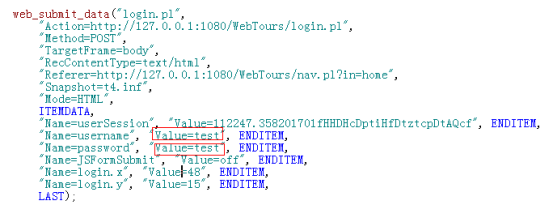 web_submit_data("login.pl",
"Action=http://127.0.0.1:1080/WebTours/login.pl",
"Method=POST",
"TargetFrame=body",
"RecContentType=text/html",
"Referer=http://127.0.0.1:1080/WebTours/nav.pl?in=home",
"Snapshot=t4.inf",
"Mode=HTML",
ITEMDATA,
"Name=userSession", "Value=112247.358201701fHHDHcDptiHfDtztcpDtAQcf", ENDITEM,
"Name=username", "Value=test", ENDITEM,
"Name=password", "Value=test", ENDITEM,
"Name=JSFormSubmit", "Value=off", ENDITEM,
"Name=login.x", "Value=48", ENDITEM,
"Name=login.y", "Value=15", ENDITEM,
LAST);